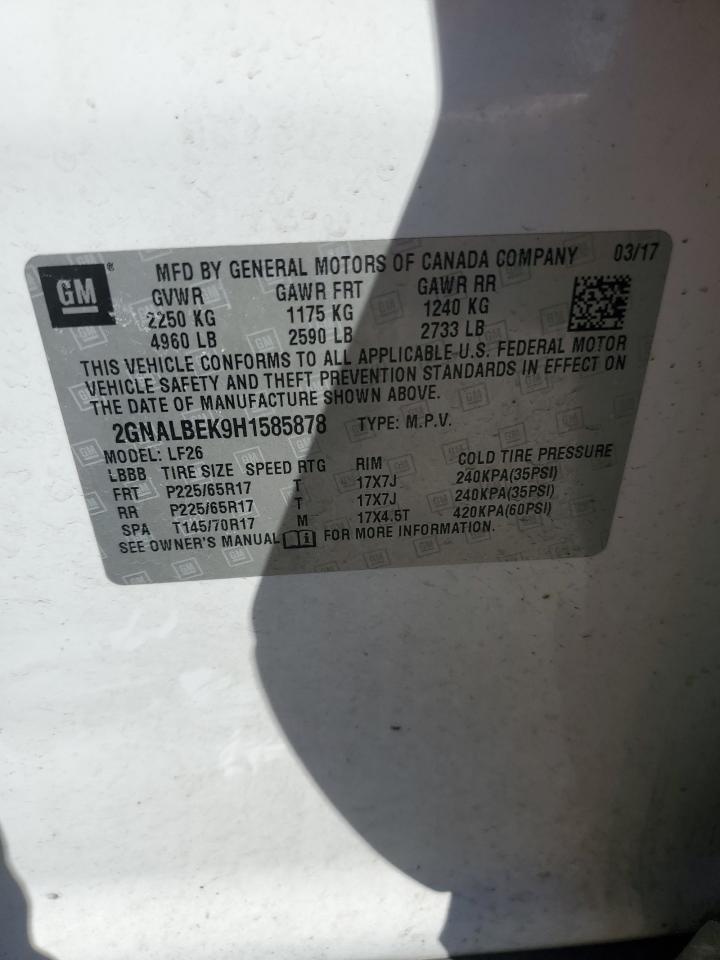 GM® MFD BY GENERAL MOTORS OF CANADA COMPANY 03/17
GVWR GAWR FRT GAWR RR
2250 KG 1175 KG 1240 KG
4960 LB 2590 LB 2733 LB
THIS VEHICLE CONFORMS TO ALL APPLICABLE U.S. FEDERAL MOTOR
VEHICLE SAFETY AND THEFT PREVENTION STANDARDS IN EFFECT ON
THE DATE OF MANUFACTURE SHOWN ABOVE.
2GNALBEK9H1585878 TYPE: M.P.V.
MODEL: LF26
LBBB TIRE SIZE SPEED RTG RIM COLD TIRE PRESSURE
FRT P225/65R17 T 17X7J 240KPA(35PSI)
RR P225/65R17 T 17X7J 240KPA(35PSI)
SPA T145/70R17 M 17X4.5T 420KPA(60PSI)
SEE OWNER'S MANUAL FOR MORE INFORMATION.